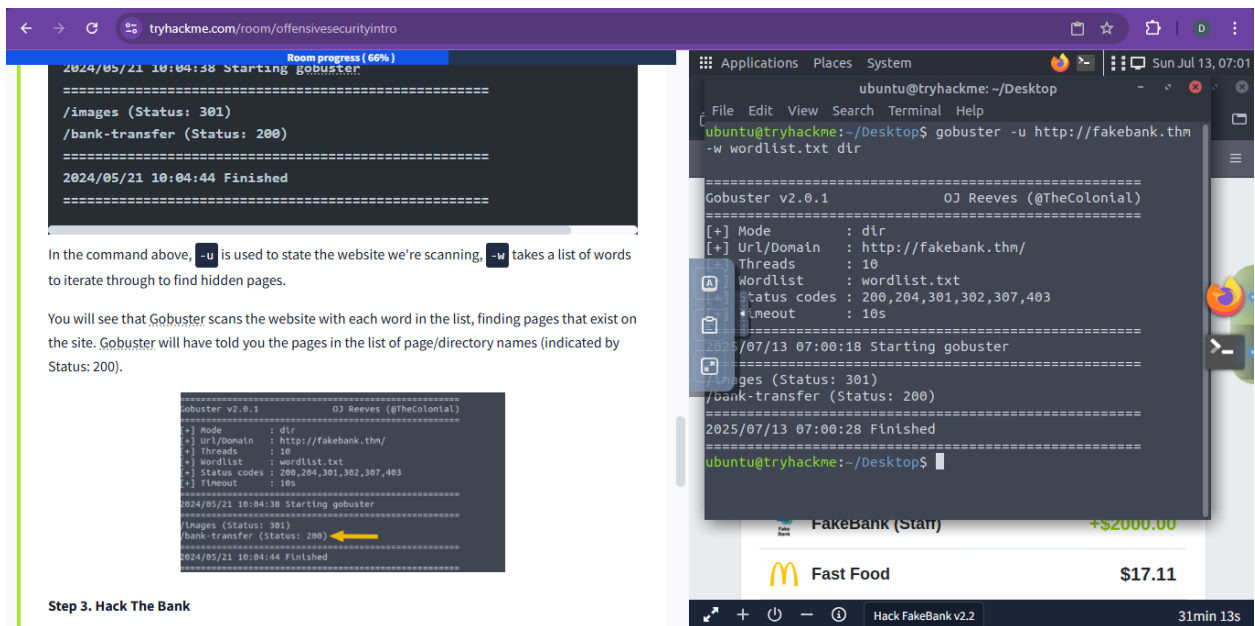 tryhackme.com/room/offensivesecurityintro
D
Room progress ( 66% )
2024/05/21 10:04:38 Starting gobuster
=====================================================
/images (Status: 301)
/bank-transfer (Status: 200)
=====================================================
2024/05/21 10:04:44 Finished
=====================================================
In the command above, -u is used to state the website we're scanning, -w takes a list of words
to iterate through to find hidden pages.
You will see that Gobuster scans the website with each word in the list, finding pages that exist on
the site. Gobuster will have told you the pages in the list of page/directory names (indicated by
Status: 200).
=====================================================
Gobuster v2.0.1 OJ Reeves (@TheColonial)
=====================================================
[+] Mode : dir
[+] Url/Domain : http://fakebank.thm/
[+] Threads : 10
[+] Wordlist : wordlist.txt
[+] Status codes : 200,204,301,302,307,403
[+] Timeout : 10s
=====================================================
2024/05/21 10:04:38 Starting gobuster
=====================================================
/images (Status: 301)
/bank-transfer (Status: 200)
=====================================================
2024/05/21 10:04:44 Finished
=====================================================
Step 3. Hack The Bank
Applications Places System Sun Jul 13, 07:01
ubuntu@tryhackme: ~/Desktop
File Edit View Search Terminal Help
ubuntu@tryhackme:~/Desktop$ gobuster -u http://fakebank.thm
-w wordlist.txt dir
=====================================================
Gobuster v2.0.1 OJ Reeves (@TheColonial)
=====================================================
[+] Mode : dir
[+] Url/Domain : http://fakebank.thm/
[+] Threads : 10
[+] Wordlist : wordlist.txt
[+] Status codes : 200,204,301,302,307,403
[+] Timeout : 10s
=====================================================
2025/07/13 07:00:18 Starting gobuster
=====================================================
/images (Status: 301)
/bank-transfer (Status: 200)
=====================================================
2025/07/13 07:00:28 Finished
=====================================================
ubuntu@tryhackme:~/Desktop$
Fake
Bank
FakeBank (Staff) +$2000.00
Fast Food $17.11
Hack FakeBank v2.2 31min 13s